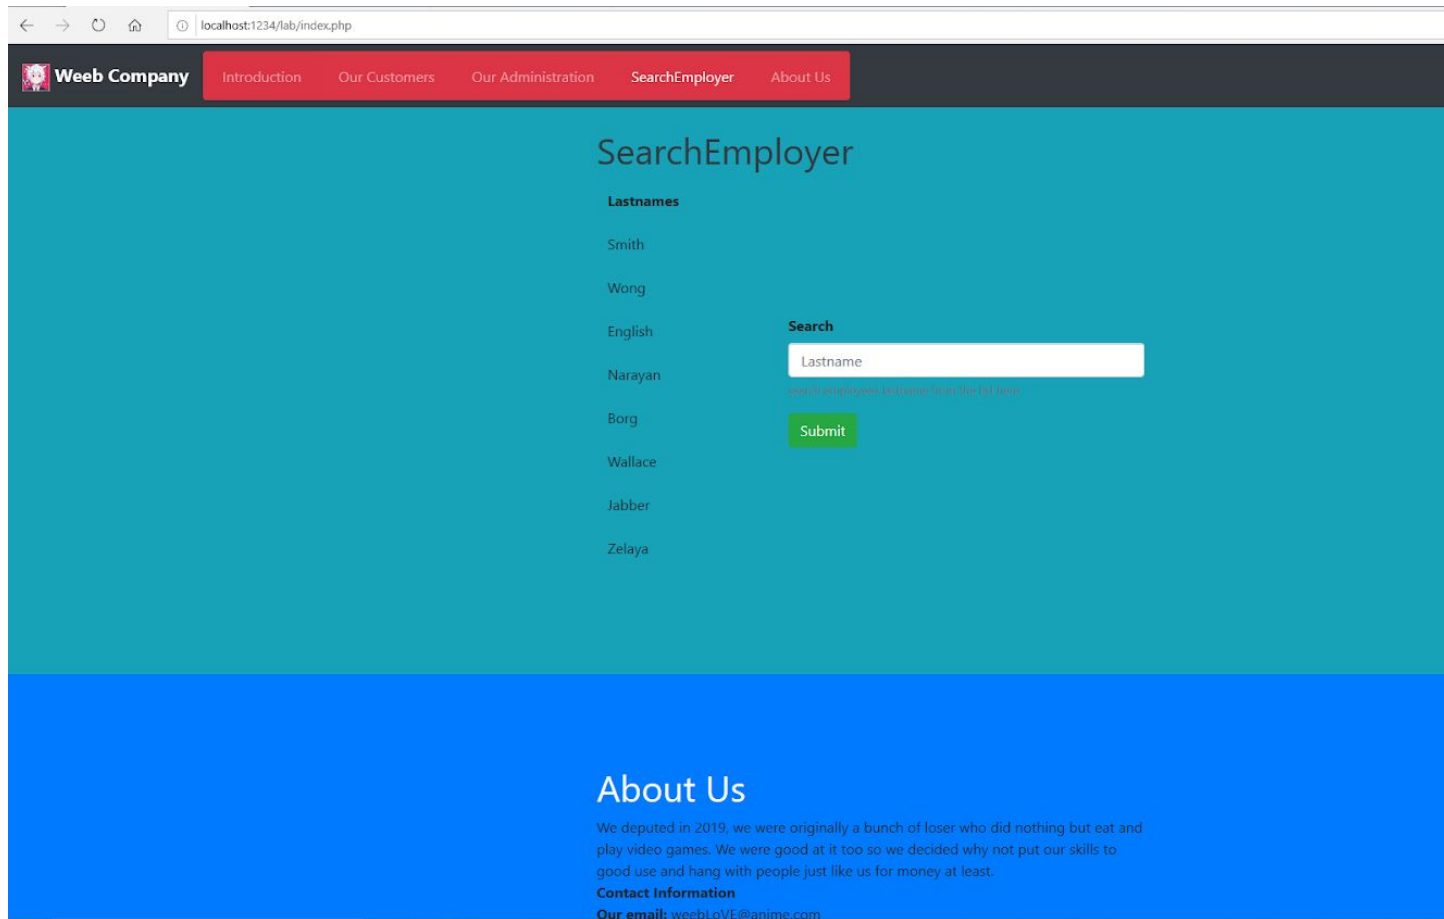 localhost:1234/lab/index.php
Weeb Company Introduction Our Customers Our Administration SearchEmployer About Us
SearchEmployer
Lastnames
Smith
Wong
English
Narayan
Borg
Wallace
Jabber
Zelaya
Search
Lastname
Submit
About Us
We deputed in 2019, we were originally a bunch of loser who did nothing but eat and
play video games. We were good at it too so we decided why not put our skills to
good use and hang with people just like us for money at least.
Contact Information
Our email: weebLoVE@anime.com